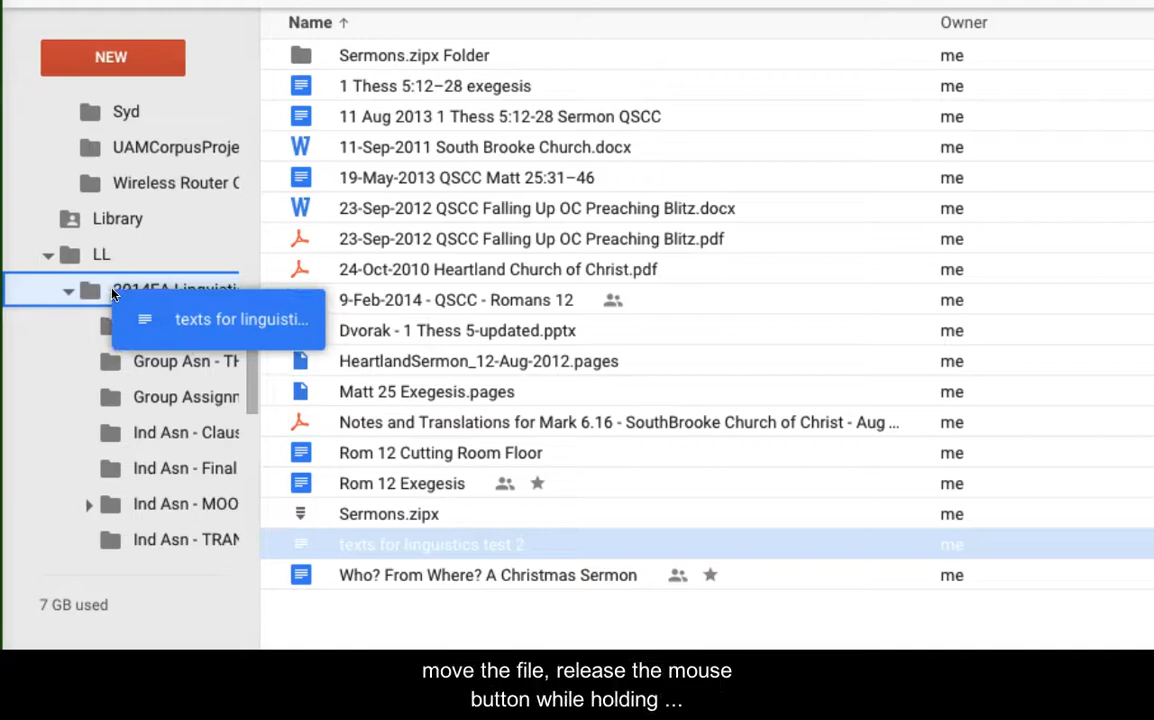 Name ↑ Owner
NEW
Sermons.zipx Folder me
1 Thess 5:12–28 exegesis me
Syd
11 Aug 2013 1 Thess 5:12-28 Sermon QSCC me
UAMCorpusProje
11-Sep-2011 South Brooke Church.docx me
Wireless Router
19-May-2013 QSCC Matt 25:31–46 me
Library
23-Sep-2012 QSCC Falling Up OC Preaching Blitz.docx me
23-Sep-2012 QSCC Falling Up OC Preaching Blitz.pdf me
LL
24-Oct-2010 Heartland Church of Christ.pdf me
2014FA Linguisti
9-Feb-2014 - QSCC - Romans 12 me
texts for linguisti...
Dvorak - 1 Thess 5-updated.pptx me
Group Asn - TH
HeartlandSermon_12-Aug-2012.pages me
Group Assignn
Matt 25 Exegesis.pages me
Notes and Translations for Mark 6.16 - SouthBrooke Church of Christ - Aug ... me
Ind Asn - Claus
Rom 12 Cutting Room Floor me
Ind Asn - Final
Rom 12 Exegesis me
Ind Asn - MOO
Sermons.zipx me
Ind Asn - TRAN
texts for linguistics test 2 me
Who? From Where? A Christmas Sermon me
7 GB used
move the file, release the mouse
button while holding ...